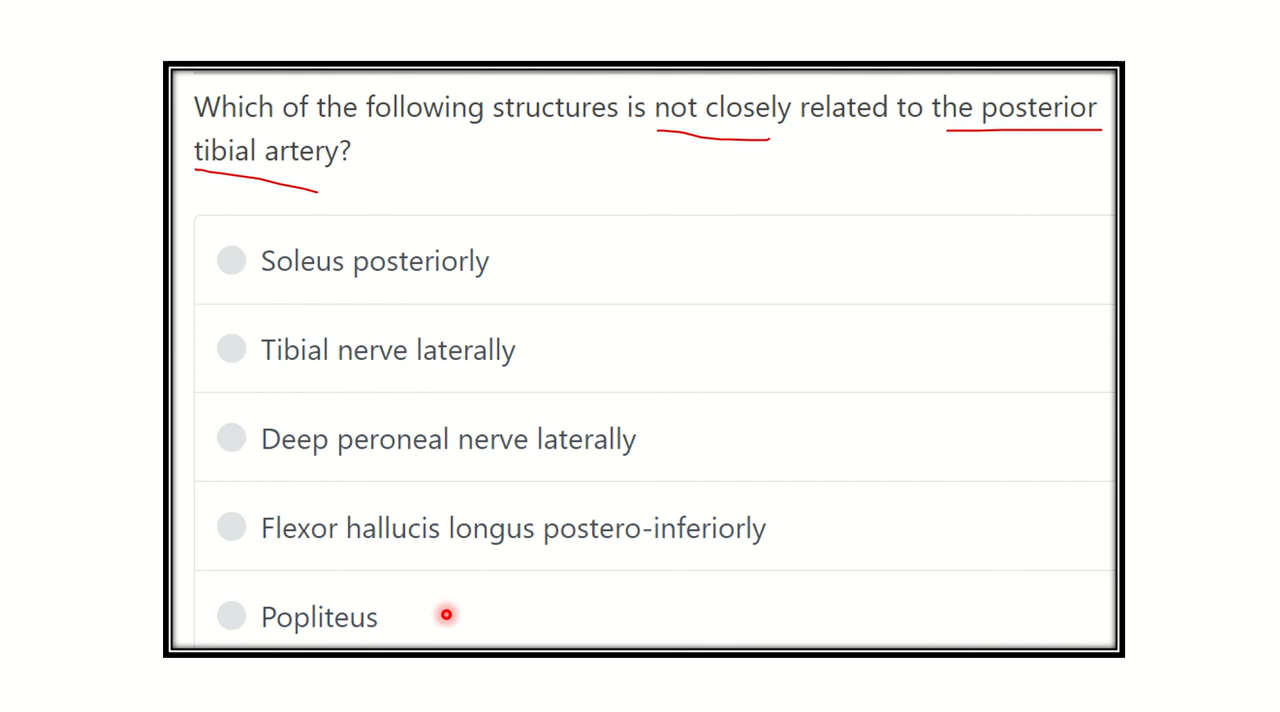 Which of the following structures is not closely related to the posterior
tibial artery?
Soleus posteriorly
Tibial nerve laterally
Deep peroneal nerve laterally
Flexor hallucis longus postero-inferiorly
Popliteus